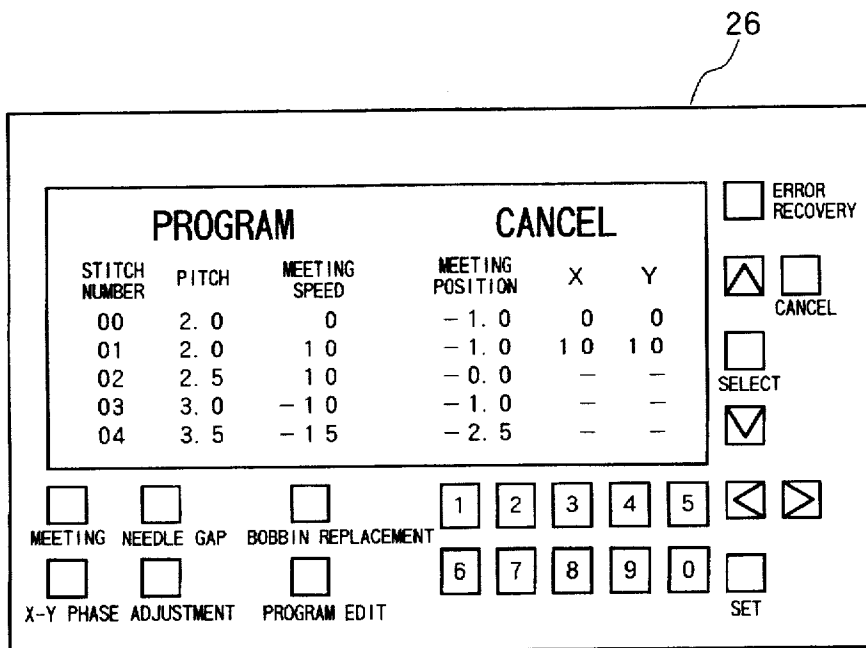 26
PROGRAM CANCEL
STITCH NUMBER PITCH MEETING SPEED MEETING POSITION X Y
00 2.0 0 -1.0 0 0
01 2.0 10 -1.0 10 10
02 2.5 10 -0.0 - -
03 3.0 -10 -1.0 - -
04 3.5 -15 -2.5 - -
ERROR RECOVERY
CANCEL
SELECT
1 2 3 4 5
MEETING NEEDLE GAP BOBBIN REPLACEMENT
6 7 8 9 0
X-Y PHASE ADJUSTMENT PROGRAM EDIT SET